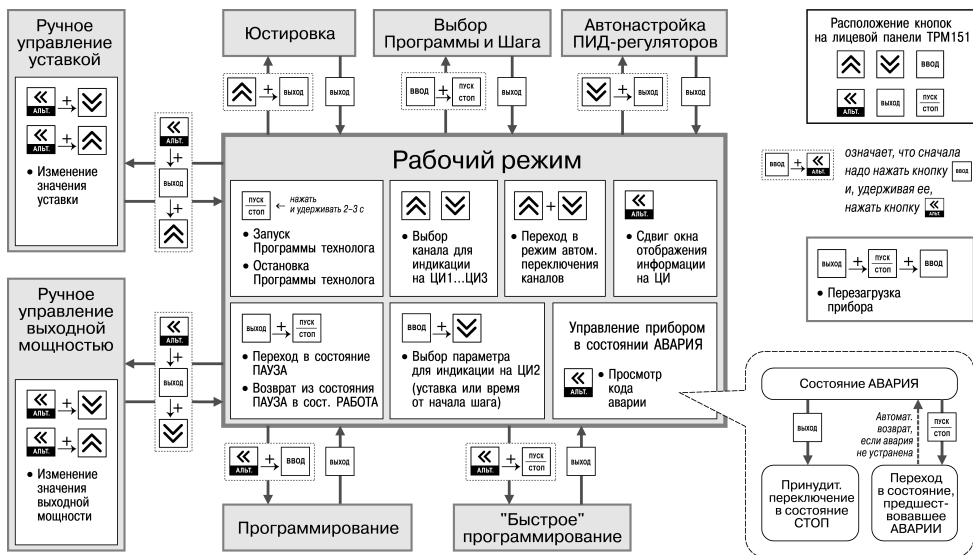 Ручное
управление
уставкой
АЛЬТ.
+
АЛЬТ.
+
• Изменение
значения
уставки
АЛЬТ.
+
ВЫХОД
+
Юстировка
+
ВЫХОД
ВЫХОД
Выбор
Программы и Шага
ВВОД
+
ПУСК
СТОП
ВЫХОД
Автонастройка
ПИД-регуляторов
+
ВЫХОД
ВЫХОД
Расположение кнопок
на лицевой панели ТРМ151
ВВОД
АЛЬТ.
ВЫХОД
ПУСК
СТОП
ВВОД
+
АЛЬТ.
означает, что сначала
надо нажать кнопку ВВОД
и, удерживая ее,
нажать кнопку АЛЬТ.
ВЫХОД
+
ПУСК
СТОП
+
ВВОД
• Перезагрузка
прибора
Рабочий режим
ПУСК
СТОП
← нажать
и удерживать 2–3 с
• Запуск
Программы технолога
• Остановка
Программы технолога
• Выбор
канала для
индикации
на ЦИ1...ЦИ3
+
• Переход в
режим автом.
переключения
каналов
АЛЬТ.
• Сдвиг окна
отображения
информации
на ЦИ
ВЫХОД
+
ПУСК
СТОП
• Переход в состояние
ПАУЗА
• Возврат из состояния
ПАУЗА в сост. РАБОТА
ВВОД
+
• Выбор параметра
для индикации на ЦИ2
(уставка или время
от начала шага)
Управление прибором
в состоянии АВАРИЯ
АЛЬТ.
• Просмотр
кода
аварии
Ручное
управление
выходной
мощностью
АЛЬТ.
+
АЛЬТ.
+
• Изменение
значения
выходной
мощности
АЛЬТ.
+
ВЫХОД
+
АЛЬТ.
+
ВВОД
ВЫХОД
Программирование
АЛЬТ.
+
ПУСК
СТОП
ВЫХОД
"Быстрое"
программирование
Состояние АВАРИЯ
ВЫХОД
Автомат.
возврат,
если авария
не устранена
ПУСК
СТОП
Принудит.
переключение
в состояние
СТОП
Переход
в состояние,
предшест-
вовавшее
АВАРИИ